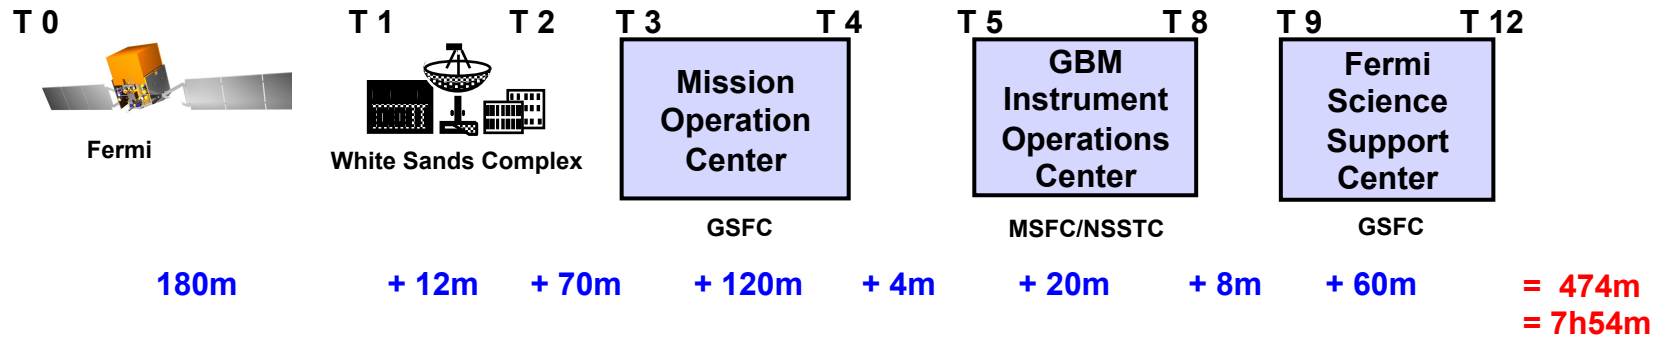 T 0 T 1 T 2 T 3 T 4 T 5 T 8 T 9 T 12
Fermi
White Sands Complex
Mission
Operation
Center
GSFC
GBM
Instrument
Operations
Center
MSFC/NSSTC
Fermi
Science
Support
Center
GSFC
180m + 12m + 70m + 120m + 4m + 20m + 8m + 60m = 474m
= 7h54m